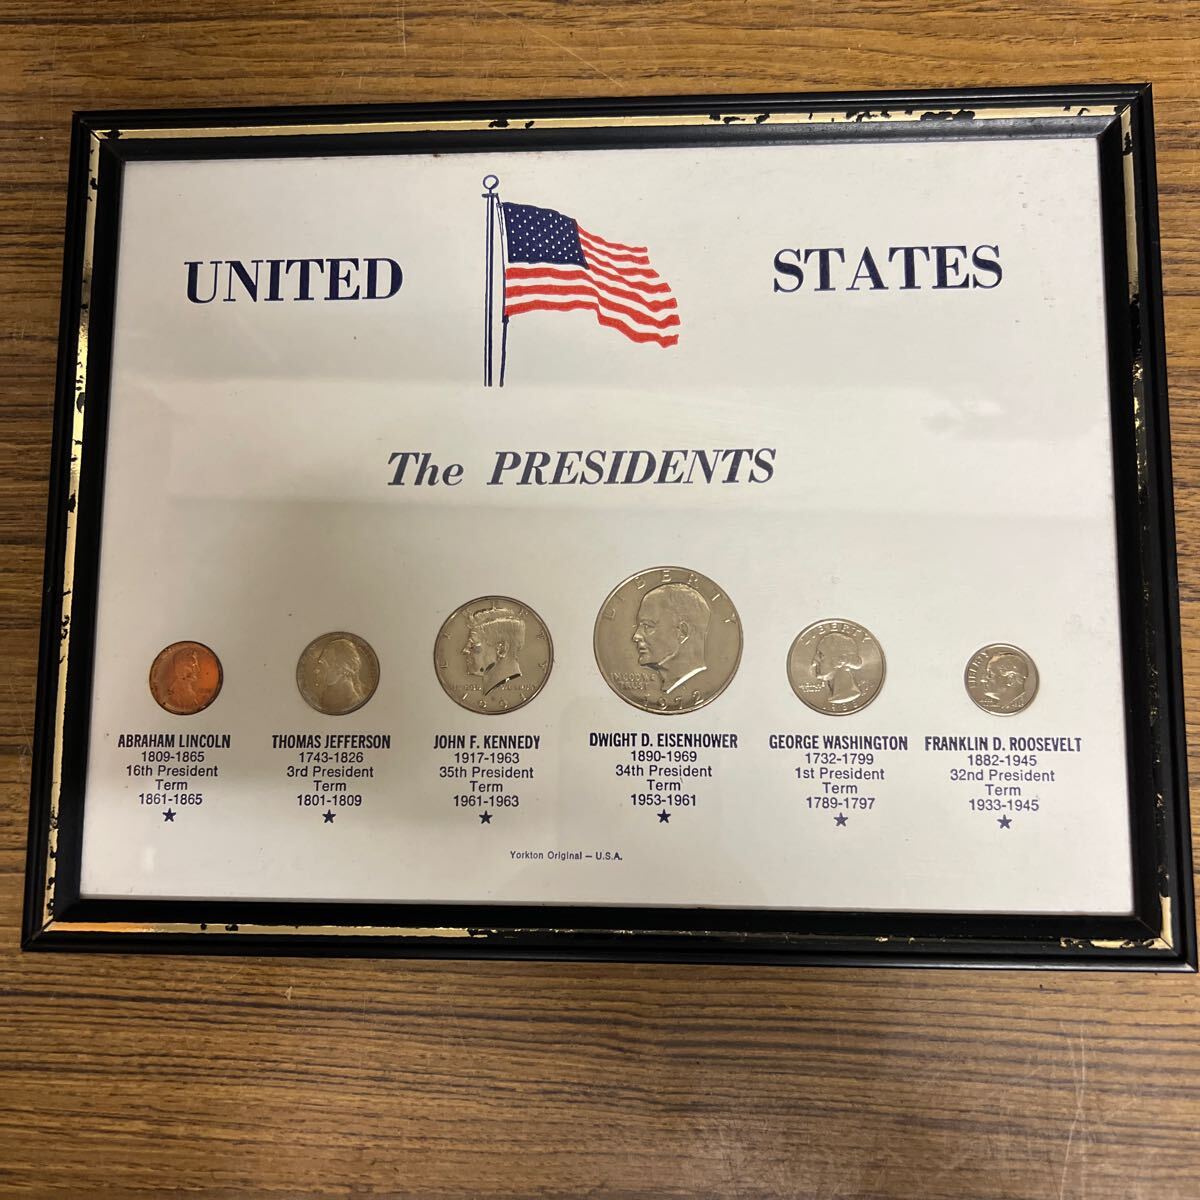 UNITED STATES
The PRESIDENTS
LIBERTY
LIBERTY
1972
LIBERTY
ABRAHAM LINCOLN
1809-1865
16th President
Term
1861-1865
THOMAS JEFFERSON
1743-1826
3rd President
Term
1801-1809
JOHN F. KENNEDY
1917-1963
35th President
Term
1961-1963
DWIGHT D. EISENHOWER
1890-1969
34th President
Term
1953-1961
GEORGE WASHINGTON
1732-1799
1st President
Term
1789-1797
FRANKLIN D. ROOSEVELT
1882-1945
32nd President
Term
1933-1945
Yorkton Original – U.S.A.